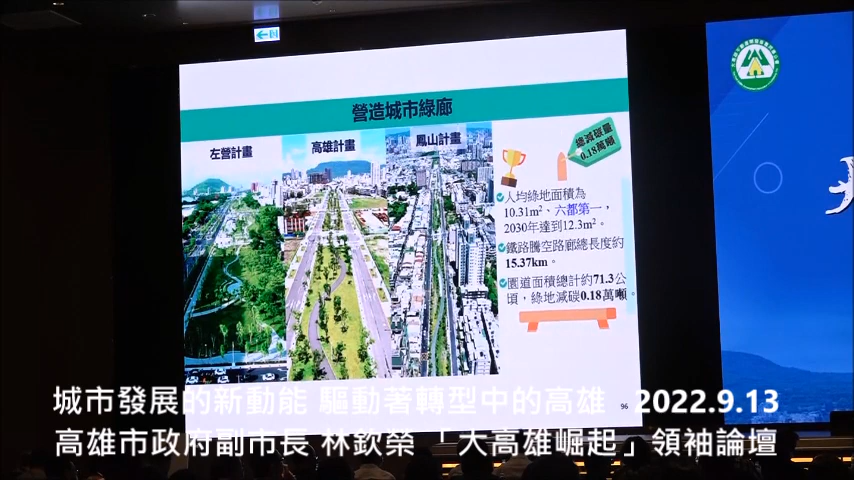 營造城市綠廊
左營計畫
高雄計畫
鳳山計畫
總減碳量
0.18萬噸
人均綠地面積為
10.31m²、六都第一，
2030年達到12.3m²。
鐵路騰空路廊總長度約
15.37km。
園道面積總計約71.3公
頃，綠地減碳0.18萬噸。
96
城市發展的新動能 驅動著轉型中的高雄 2022.9.13
高雄市政府副市長 林欽榮 「大高雄崛起」領袖論壇